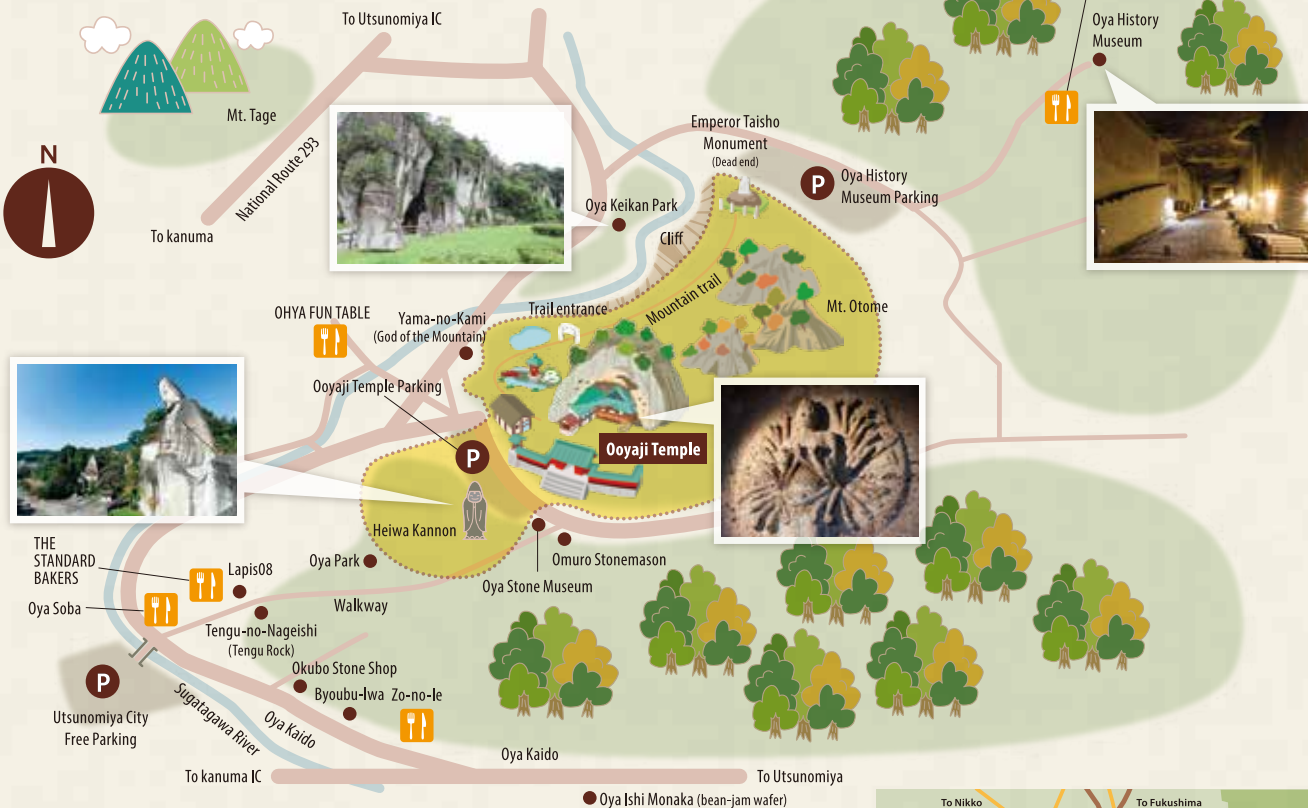 To Utsunomiya IC
Oya History
Museum
Mt. Tage
N
National Route 293
To kanuma
Emperor Taisho
Monument
(Dead end)
P
Oya History
Museum Parking
Oya Keikan Park
Cliff
Mountain trail
Mt. Otome
Trail entrance
OHYA FUN TABLE
Yama-no-Kami
(God of the Mountain)
Ooyaji Temple Parking
P
Ooyaji Temple
Heiwa Kannon
Oya Park
Omuro Stonemason
Oya Stone Museum
THE
STANDARD
BAKERS
Lapis08
Oya Soba
Walkway
Tengu-no-Nageishi
(Tengu Rock)
Okubo Stone Shop
Byoubu-Iwa
Zo-no-Ie
P
Utsunomiya City
Free Parking
Sugatagawa River
Oya Kaido
Oya Kaido
To kanuma IC
To Utsunomiya
Oya Ishi Monaka (bean-jam wafer)
To Nikko
To Fukushima